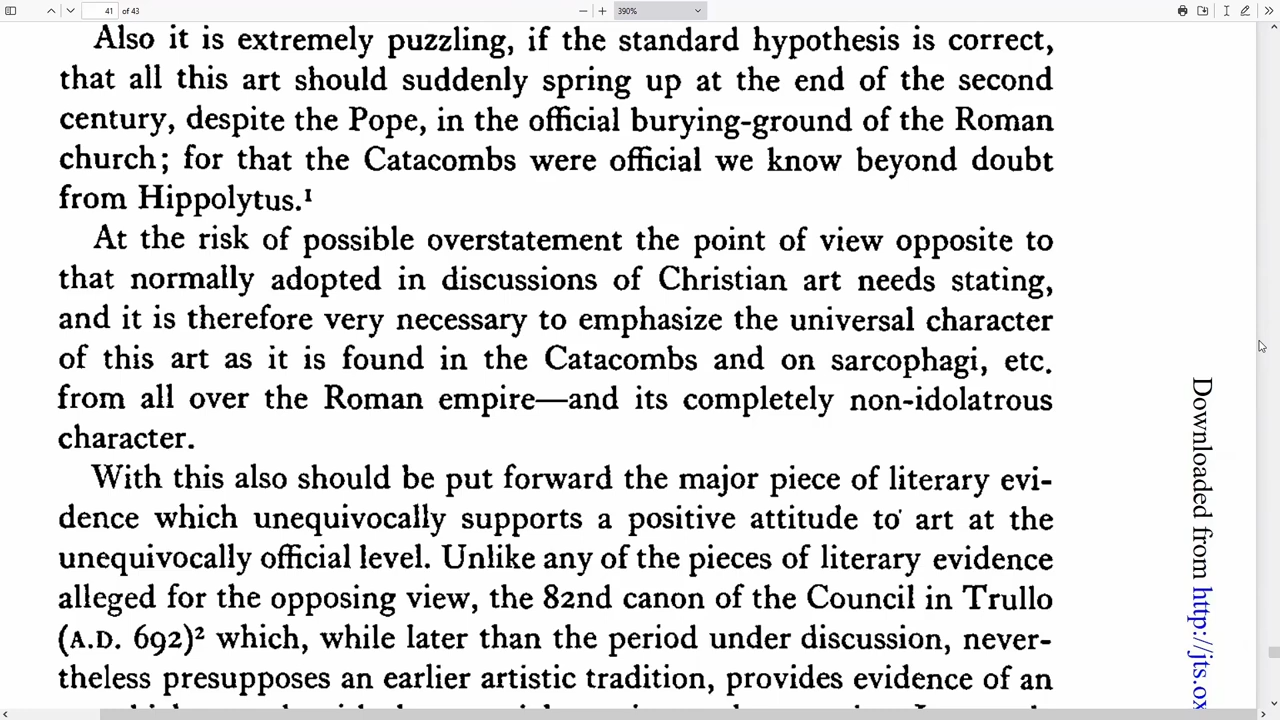 41 of 43
390%
Also it is extremely puzzling, if the standard hypothesis is correct,
that all this art should suddenly spring up at the end of the second
century, despite the Pope, in the official burying-ground of the Roman
church; for that the Catacombs were official we know beyond doubt
from Hippolytus.¹
At the risk of possible overstatement the point of view opposite to
that normally adopted in discussions of Christian art needs stating,
and it is therefore very necessary to emphasize the universal character
of this art as it is found in the Catacombs and on sarcophagi, etc.
from all over the Roman empire—and its completely non-idolatrous
character.
With this also should be put forward the major piece of literary evi-
dence which unequivocally supports a positive attitude to art at the
unequivocally official level. Unlike any of the pieces of literary evidence
alleged for the opposing view, the 82nd canon of the Council in Trullo
(A.D. 692)² which, while later than the period under discussion, never-
theless presupposes an earlier artistic tradition, provides evidence of an
Downloaded from http://jts.ox